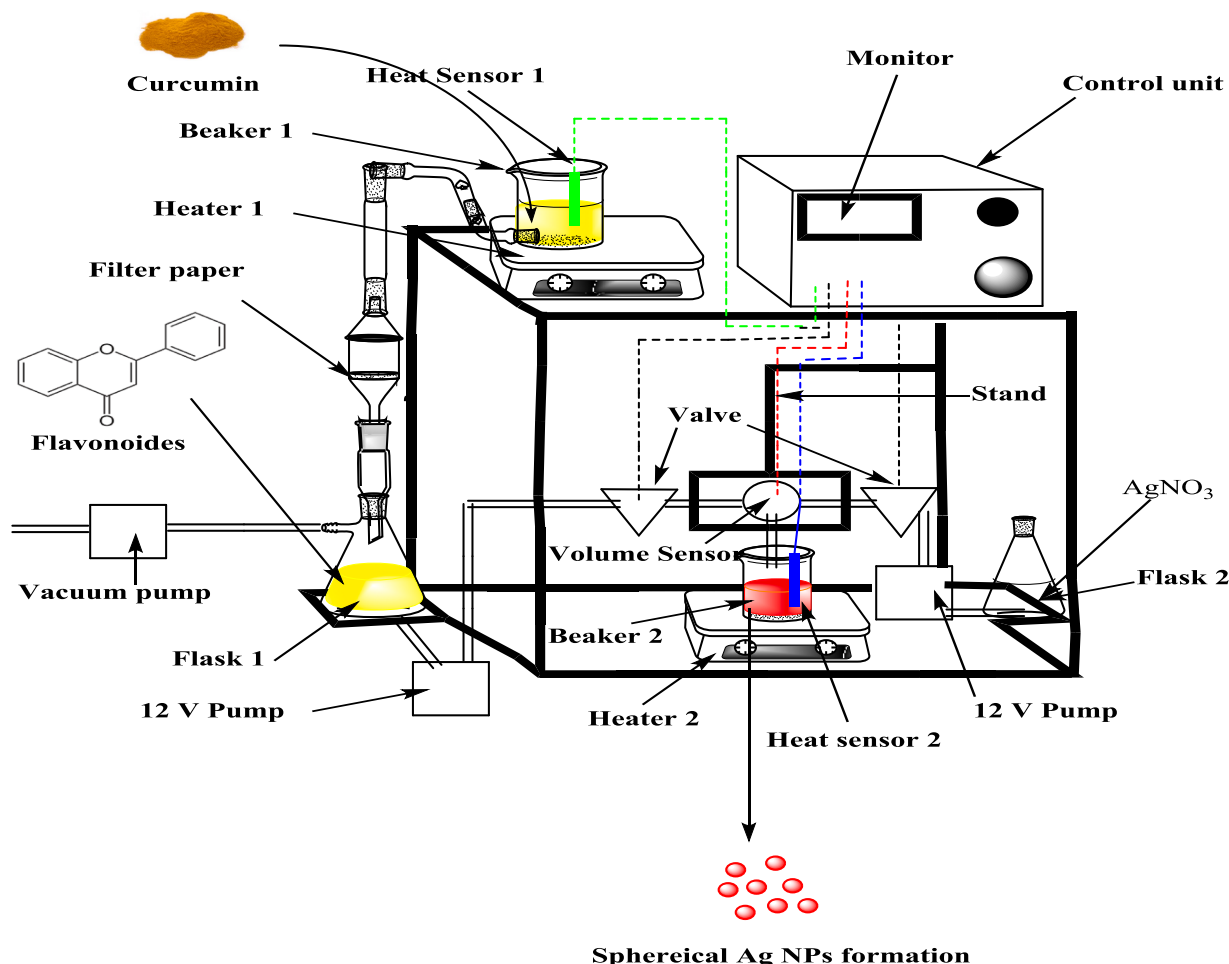 Curcumin
Heat Sensor 1
Monitor
Control unit
Beaker 1
Heater 1
Filter paper
O
O
Flavonoides
Stand
Valve
AgNO₃
Volume Sensor
Vacuum pump
Flask 2
Beaker 2
Flask 1
12 V Pump
Heater 2
12 V Pump
Heat sensor 2
Sphereical Ag NPs formation